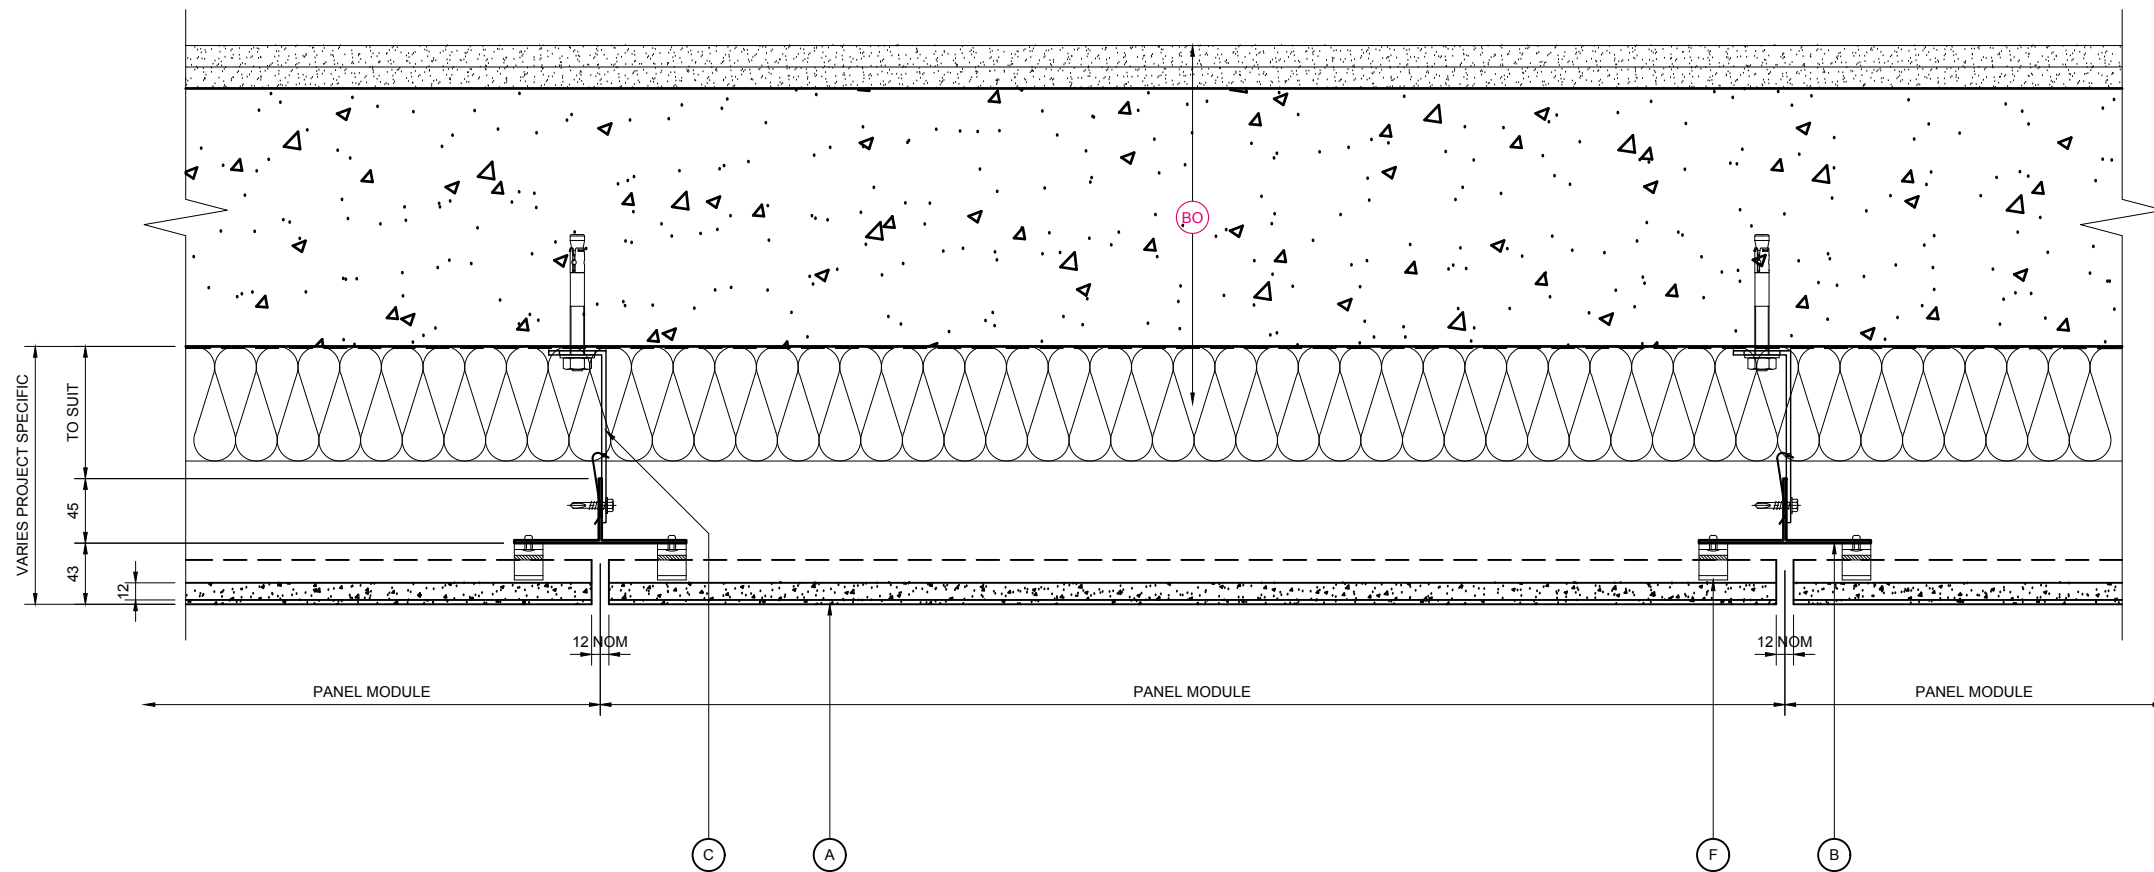 BO
VARIES PROJECT SPECIFIC
TO SUIT
45
43
12
12 NOM
12 NOM
PANEL MODULE
PANEL MODULE
PANEL MODULE
C
A
F
B